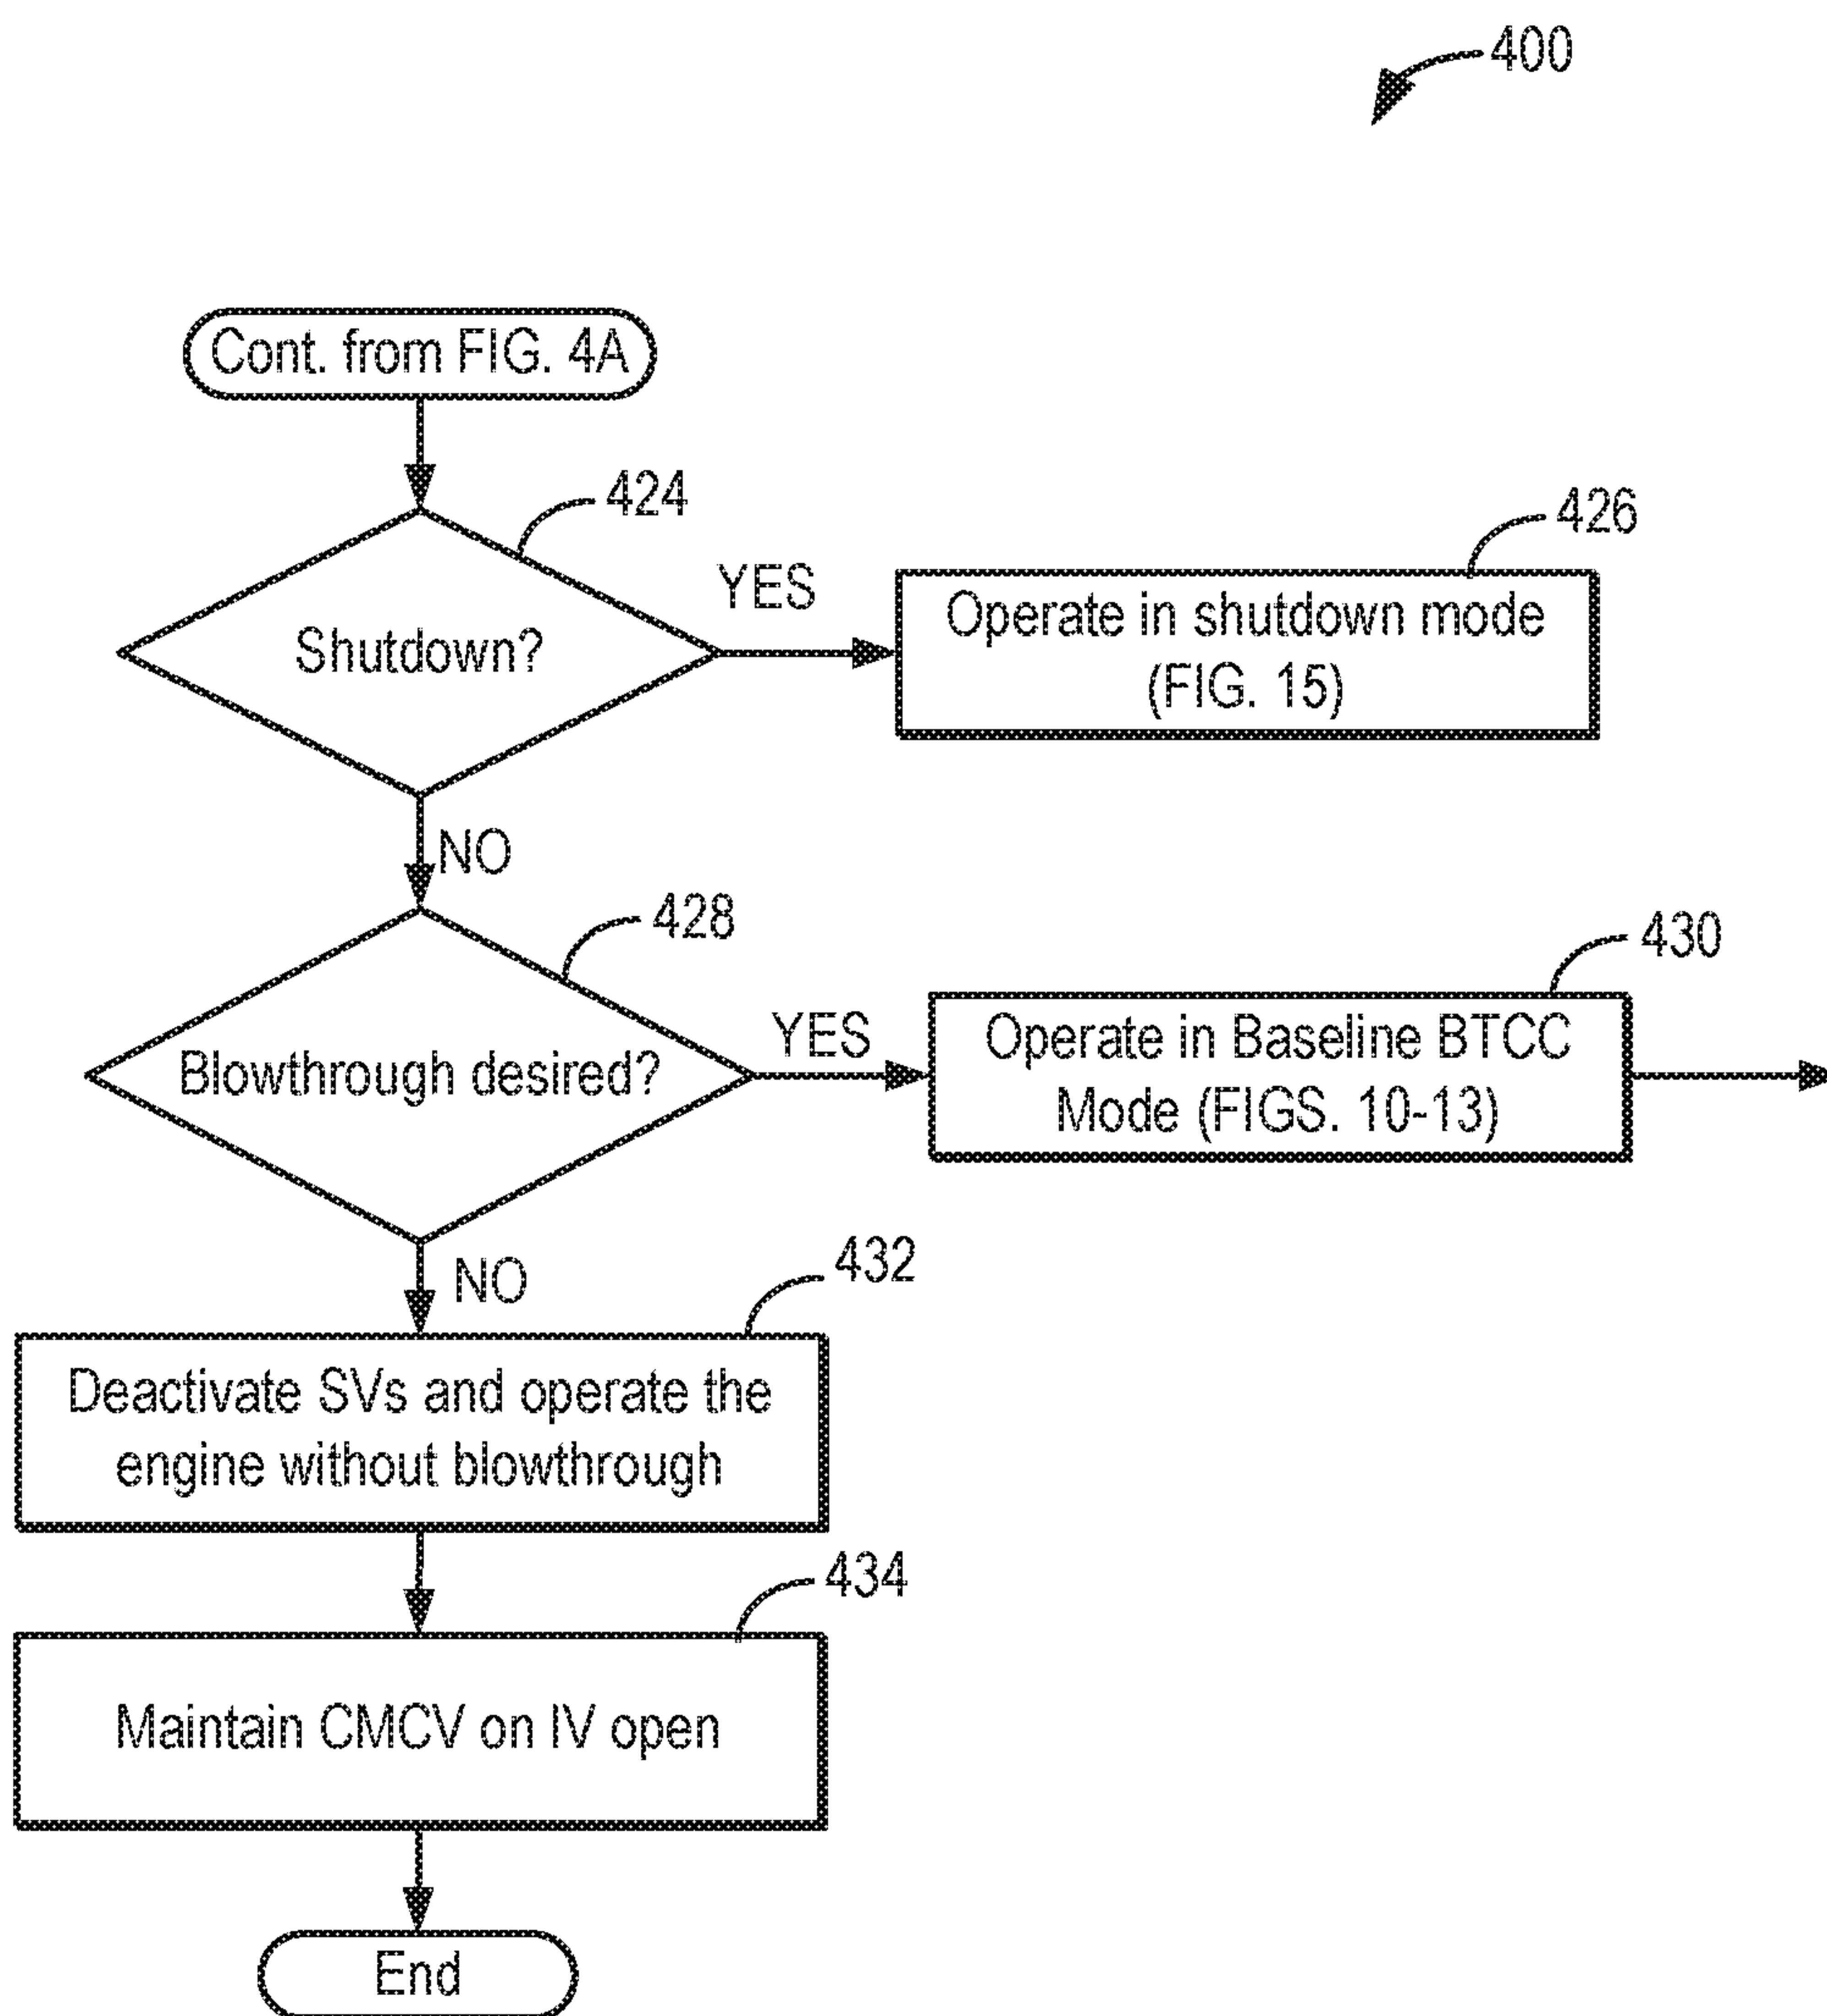 400
Cont. from FIG. 4A
424
Shutdown?
YES
426
Operate in shutdown mode
(FIG. 15)
NO
428
Blowthrough desired?
YES
430
Operate in Baseline BTCC
Mode (FIGS. 10-13)
NO
432
Deactivate SVs and operate the
engine without blowthrough
434
Maintain CMCV on IV open
End